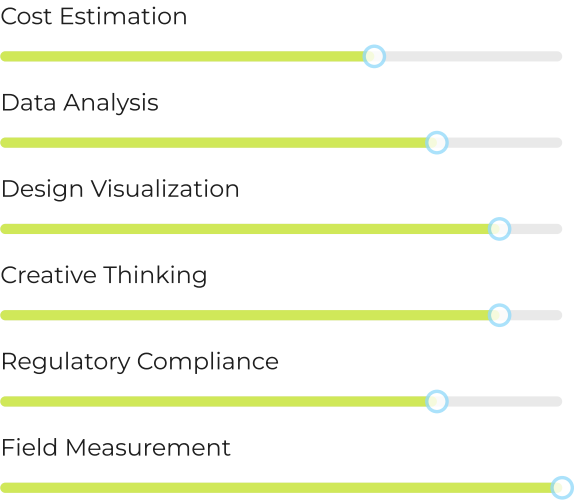 Cost Estimation
Data Analysis
Design Visualization
Creative Thinking
Regulatory Compliance
Field Measurement